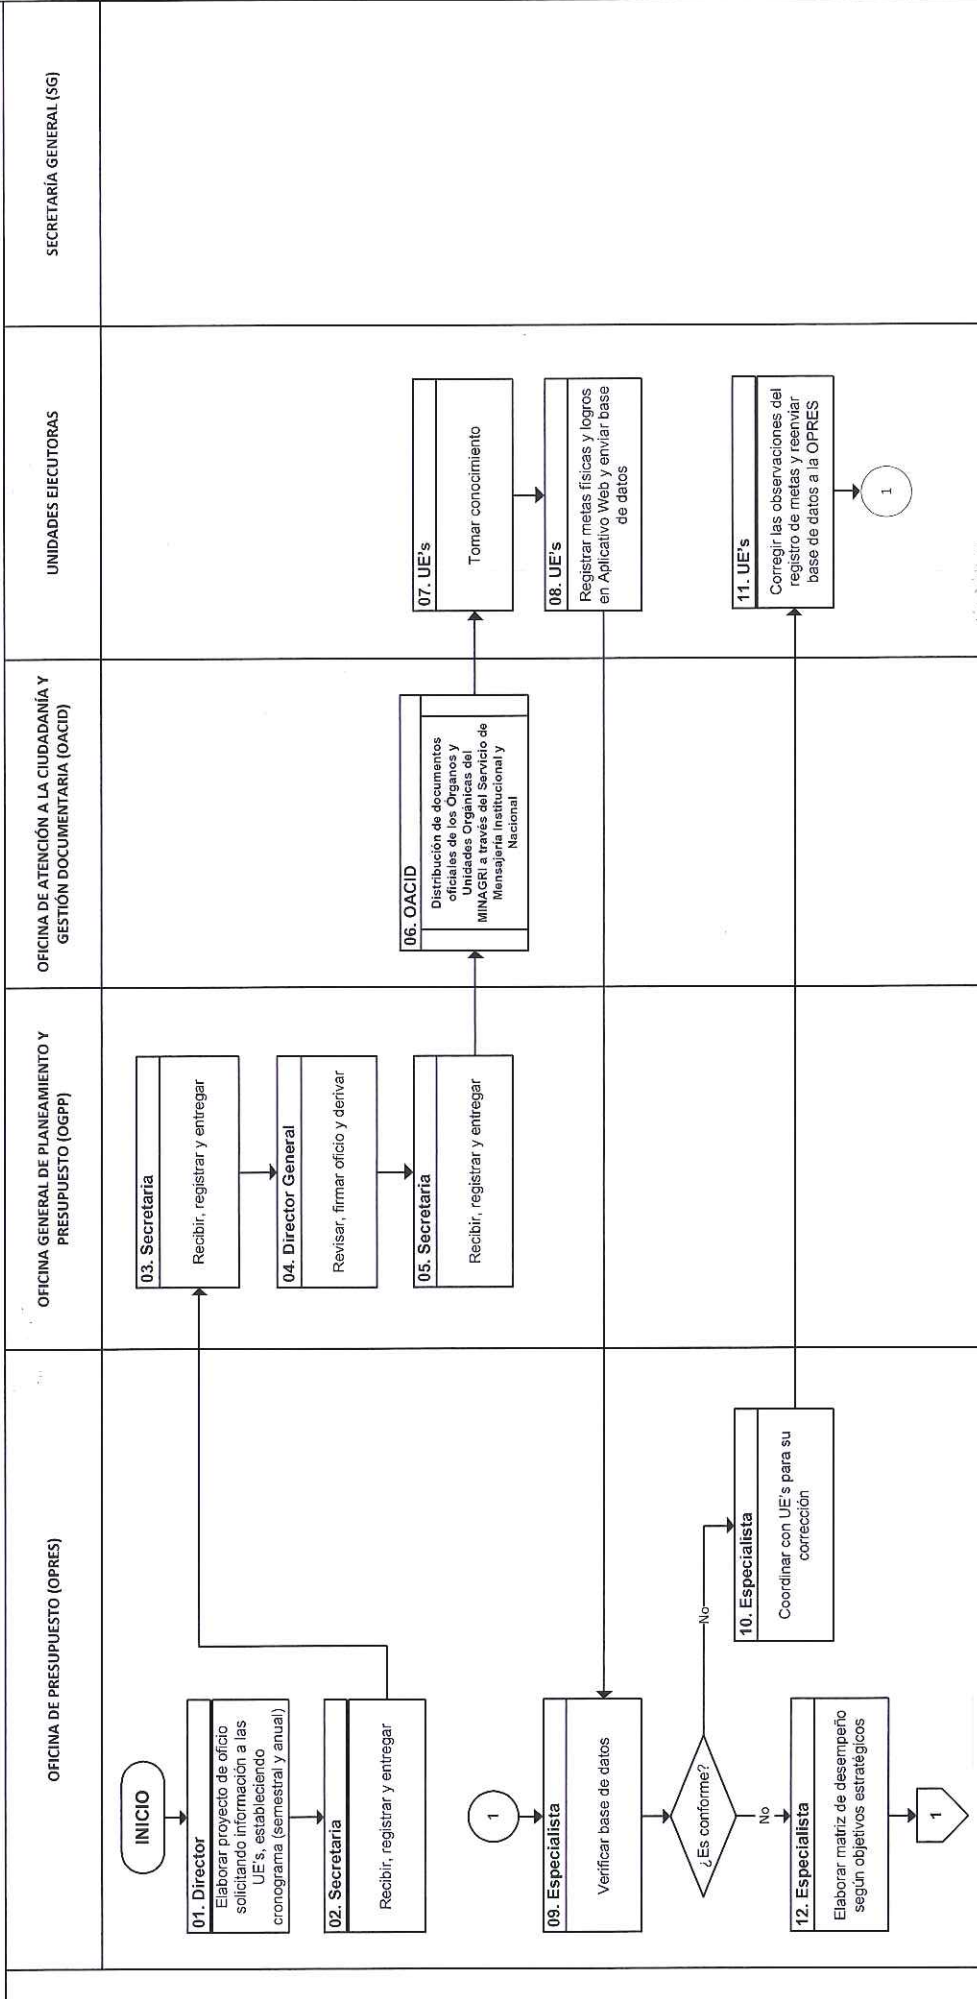 OFICINA DE PRESUPUESTO (OPRES)
OFICINA GENERAL DE PLANEAMIENTO Y
PRESUPUESTO (OGPP)
OFICINA DE ATENCIÓN A LA CIUDADANÍA Y
GESTIÓN DOCUMENTARIA (OACID)
UNIDADES EJECUTORAS
SECRETARÍA GENERAL (SG)
INICIO
01. Director
Elaborar proyecto de oficio
solicitando información a las
UE's, estableciendo
cronograma (semestral y anual)
02. Secretaria
Recibir, registrar y entregar
03. Secretaria
Recibir, registrar y entregar
04. Director General
Revisar, firmar oficio y derivar
05. Secretaria
Recibir, registrar y entregar
06. OACID
Distribución de documentos
oficiales de los Órganos y
Unidades Orgánicas del
MINAGRI a través del Servicio de
Mensajería Institucional y
Nacional
07. UE's
Tomar conocimiento
08. UE's
Registrar metas físicas y logros
en Aplicativo Web y enviar base
de datos
1
09. Especialista
Verificar base de datos
¿Es conforme?
No
No
10. Especialista
Coordinar con UE's para su
corrección
11. UE's
Corregir las observaciones del
registro de metas y reenviar
base de datos a la OPRES
1
12. Especialista
Elaborar matriz de desempeño
según objetivos estratégicos
1